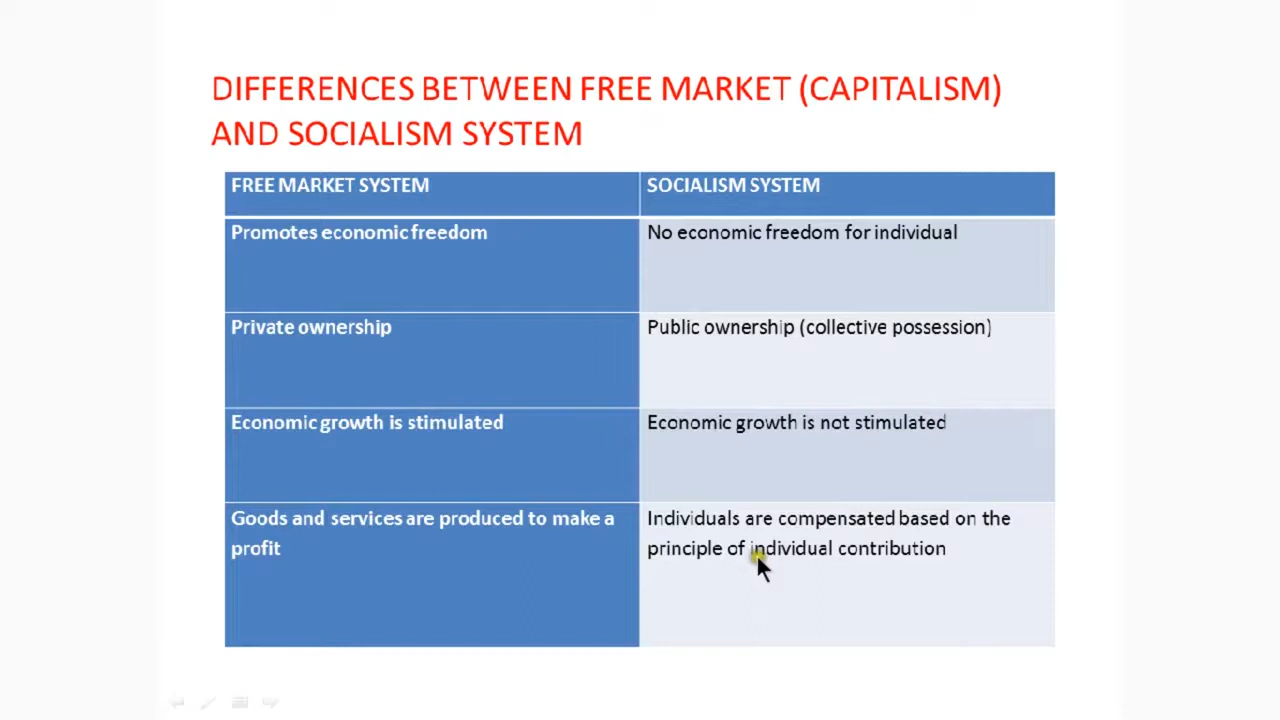 DIFFERENCES BETWEEN FREE MARKET (CAPITALISM)
AND SOCIALISM SYSTEM
FREE MARKET SYSTEM
SOCIALISM SYSTEM
Promotes economic freedom
No economic freedom for individual
Private ownership
Public ownership (collective possession)
Economic growth is stimulated
Economic growth is not stimulated
Goods and services are produced to make a
profit
Individuals are compensated based on the
principle of individual contribution